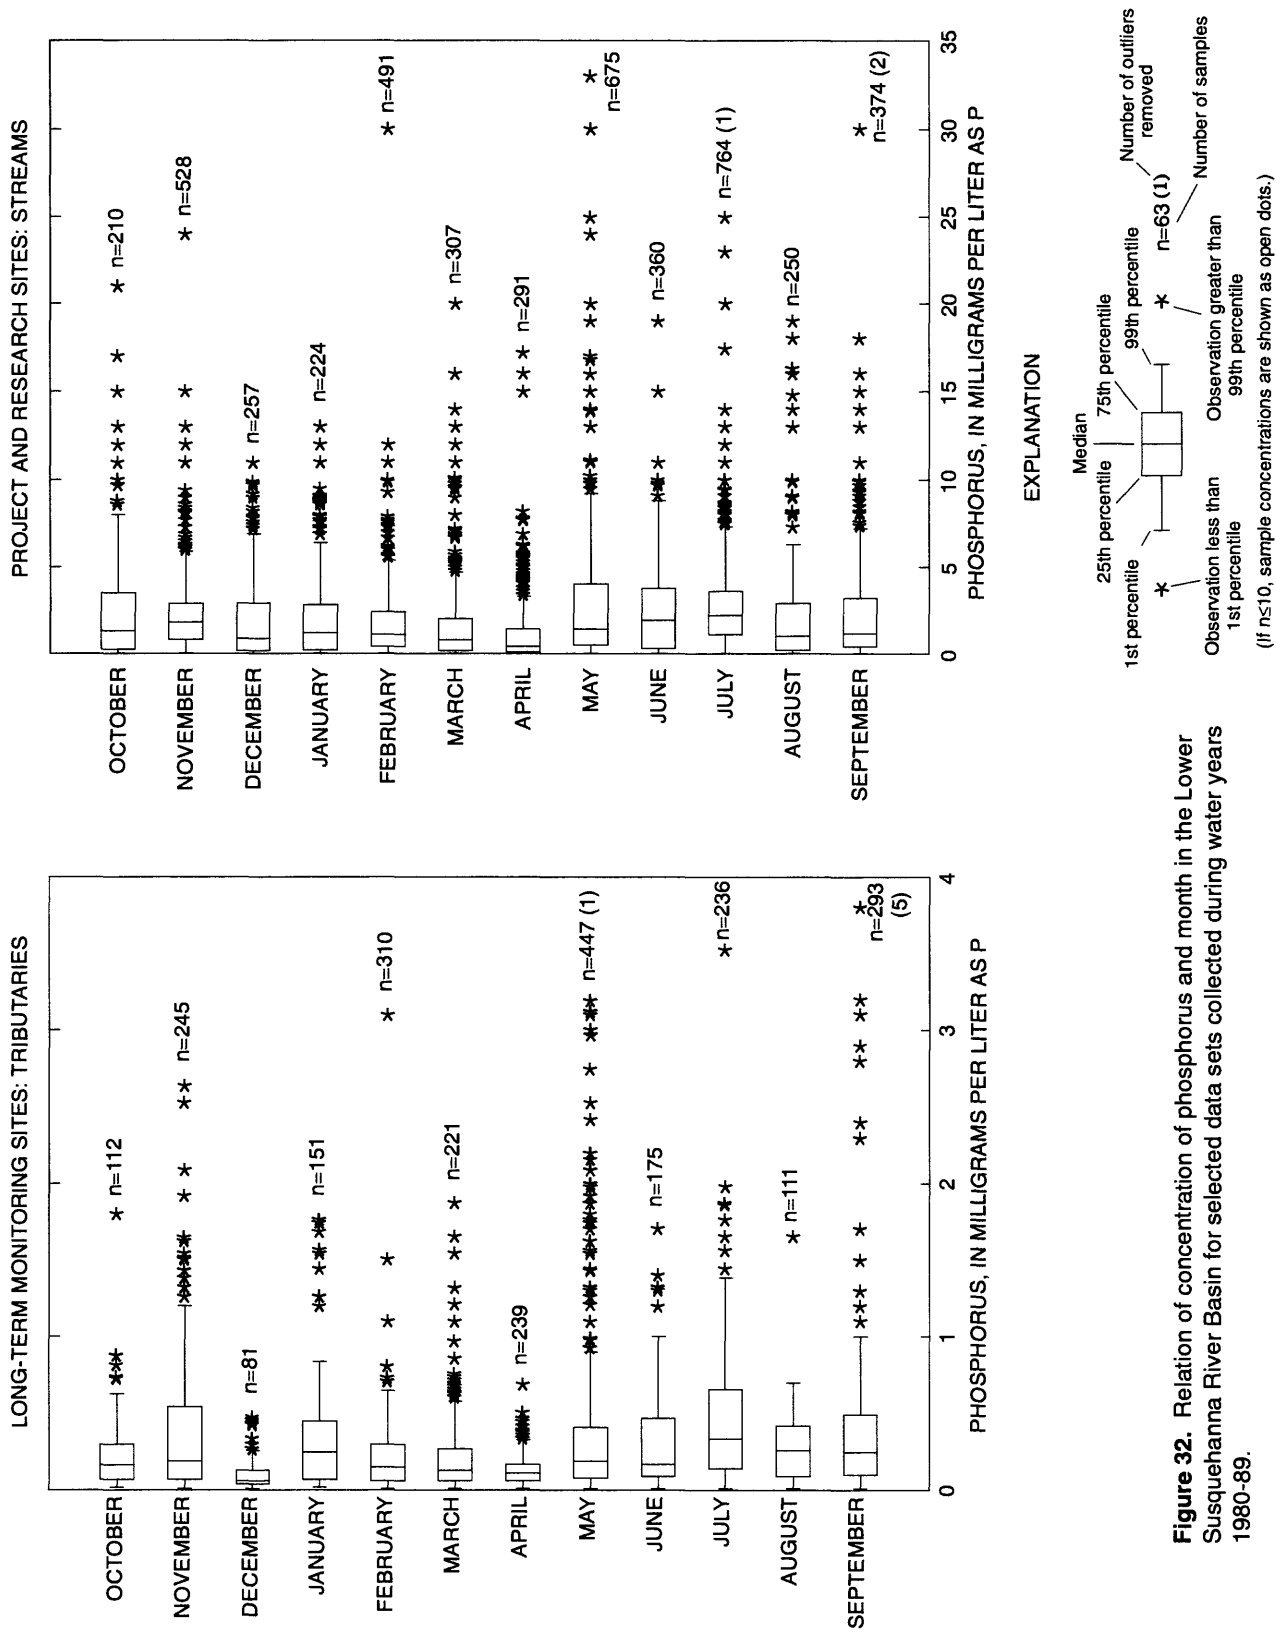 LONG-TERM MONITORING SITES: TRIBUTARIES
OCTOBER
n=112
NOVEMBER
n=245
DECEMBER
n=81
JANUARY
n=151
FEBRUARY
n=310
MARCH
n=221
APRIL
n=239
MAY
n=447 (1)
JUNE
n=175
JULY
n=236
AUGUST
n=111
SEPTEMBER
n=293
(5)
0 1 2 3 4
PHOSPHORUS, IN MILLIGRAMS PER LITER AS P
PROJECT AND RESEARCH SITES: STREAMS
OCTOBER
n=210
NOVEMBER
n=528
DECEMBER
n=257
JANUARY
n=224
FEBRUARY
n=491
MARCH
n=307
APRIL
n=291
MAY
n=675
JUNE
n=360
JULY
n=764 (1)
AUGUST
n=250
SEPTEMBER
n=374 (2)
0 5 10 15 20 25 30 35
PHOSPHORUS, IN MILLIGRAMS PER LITER AS P
EXPLANATION
Median
25th percentile
75th percentile
1st percentile
99th percentile
Number of outliers
removed
n=63 (1)
Observation less than
1st percentile
Observation greater than
99th percentile
Number of samples
(If n≤10, sample concentrations are shown as open dots.)
Figure 32. Relation of concentration of phosphorus and month in the Lower
Susquehanna River Basin for selected data sets collected during water years
1980-89.